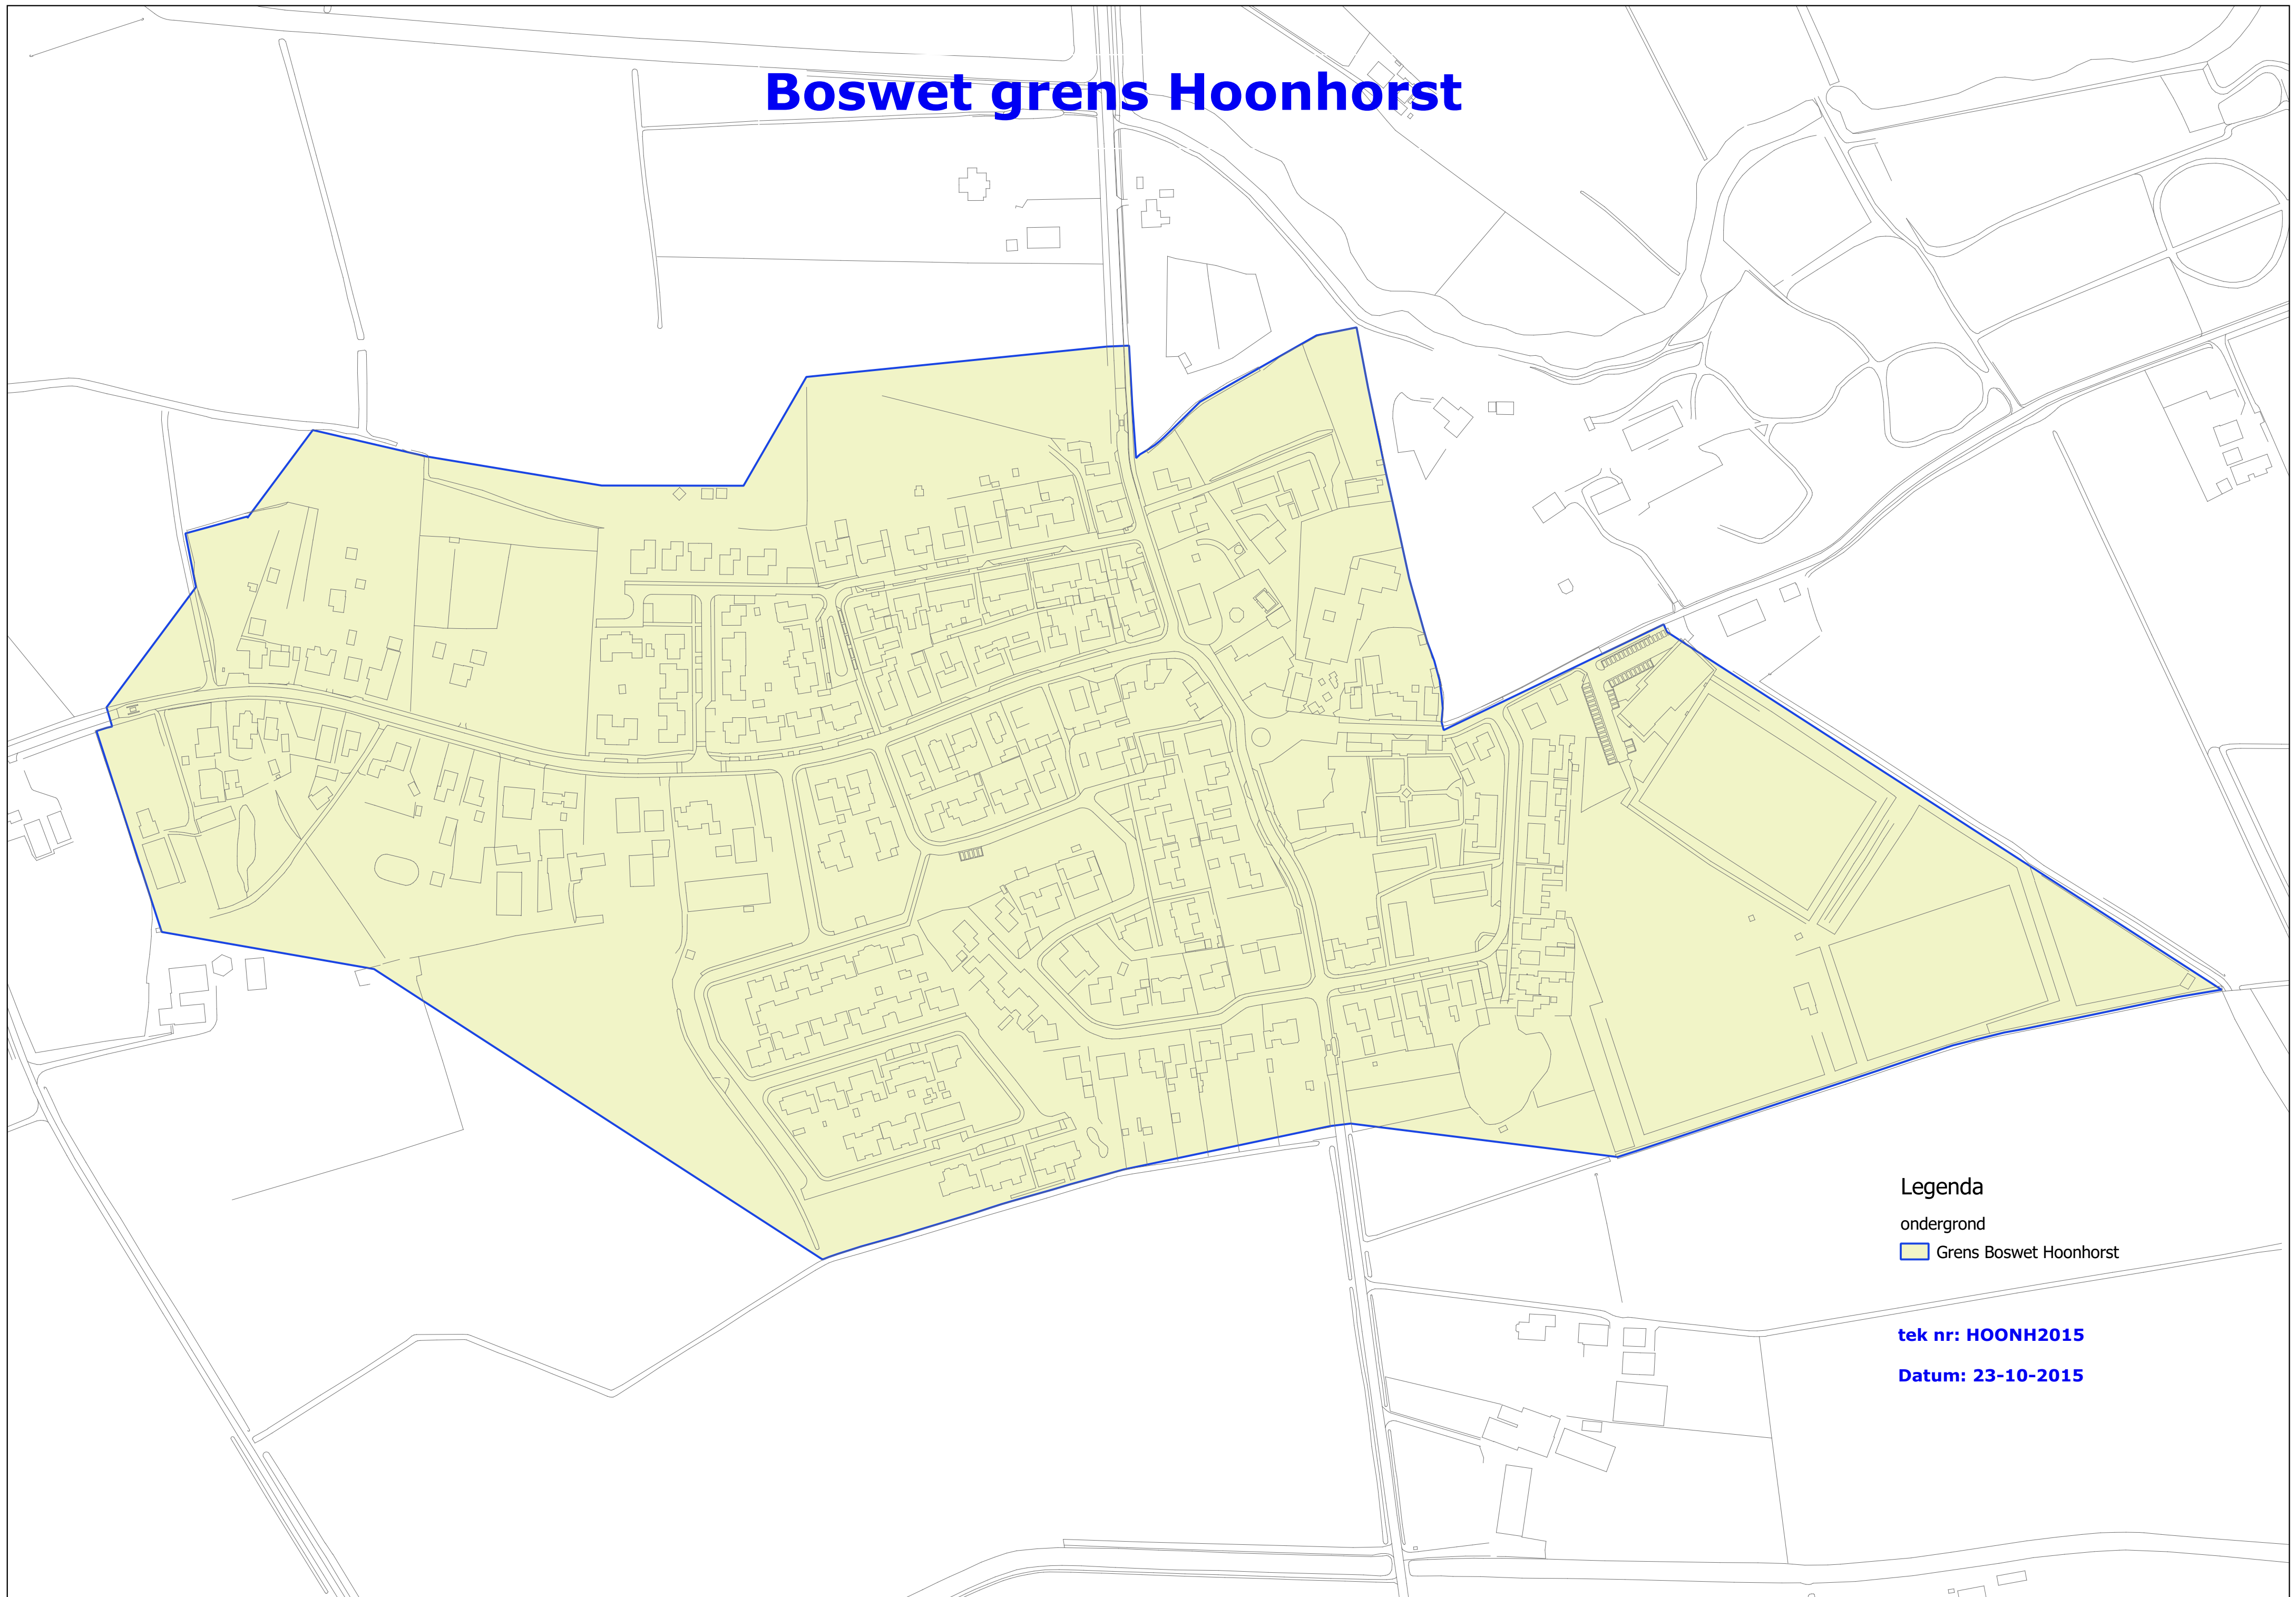 Boswet grens Hoonhorst
Legenda
ondergrond
Grens Boswet Hoonhorst
tek nr: HOONH2015
Datum: 23-10-2015